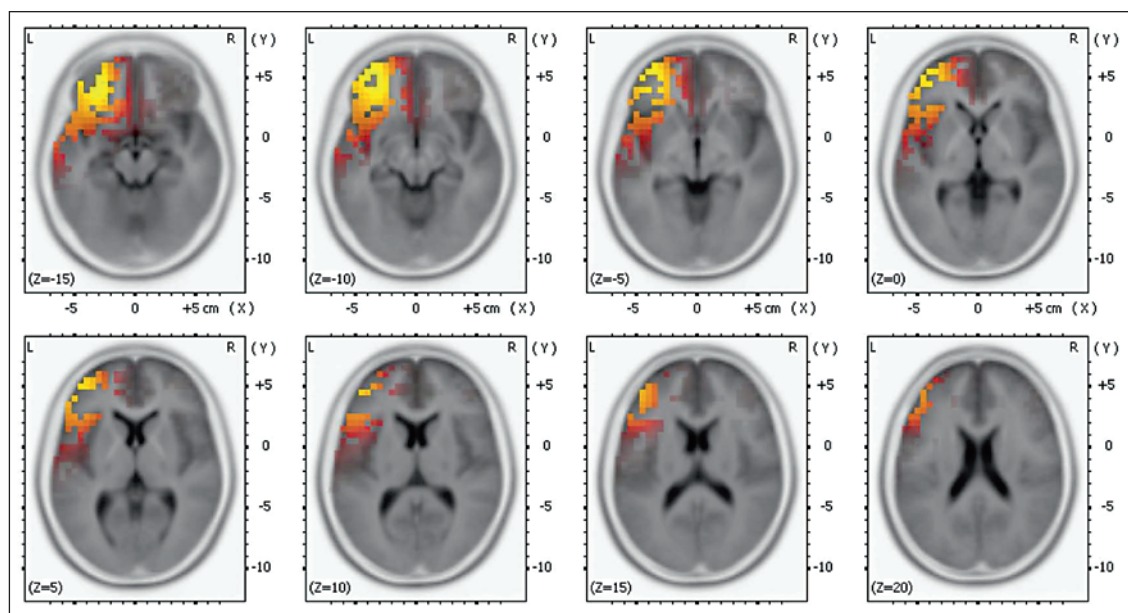 L R (Y) L R (Y) L R (Y) L R (Y)
+5 +5 +5 +5
0 0 0 0
-5 -5 -5 -5
-10 -10 -10 -10
(Z=-15) (Z=-10) (Z=-5) (Z=0)
-5 0 +5 cm (X) -5 0 +5 cm (X) -5 0 +5 cm (X) -5 0 +5 cm (X)
L R (Y) L R (Y) L R (Y) L R (Y)
+5 +5 +5 +5
0 0 0 0
-5 -5 -5 -5
-10 -10 -10 -10
(Z=5) (Z=10) (Z=15) (Z=20)